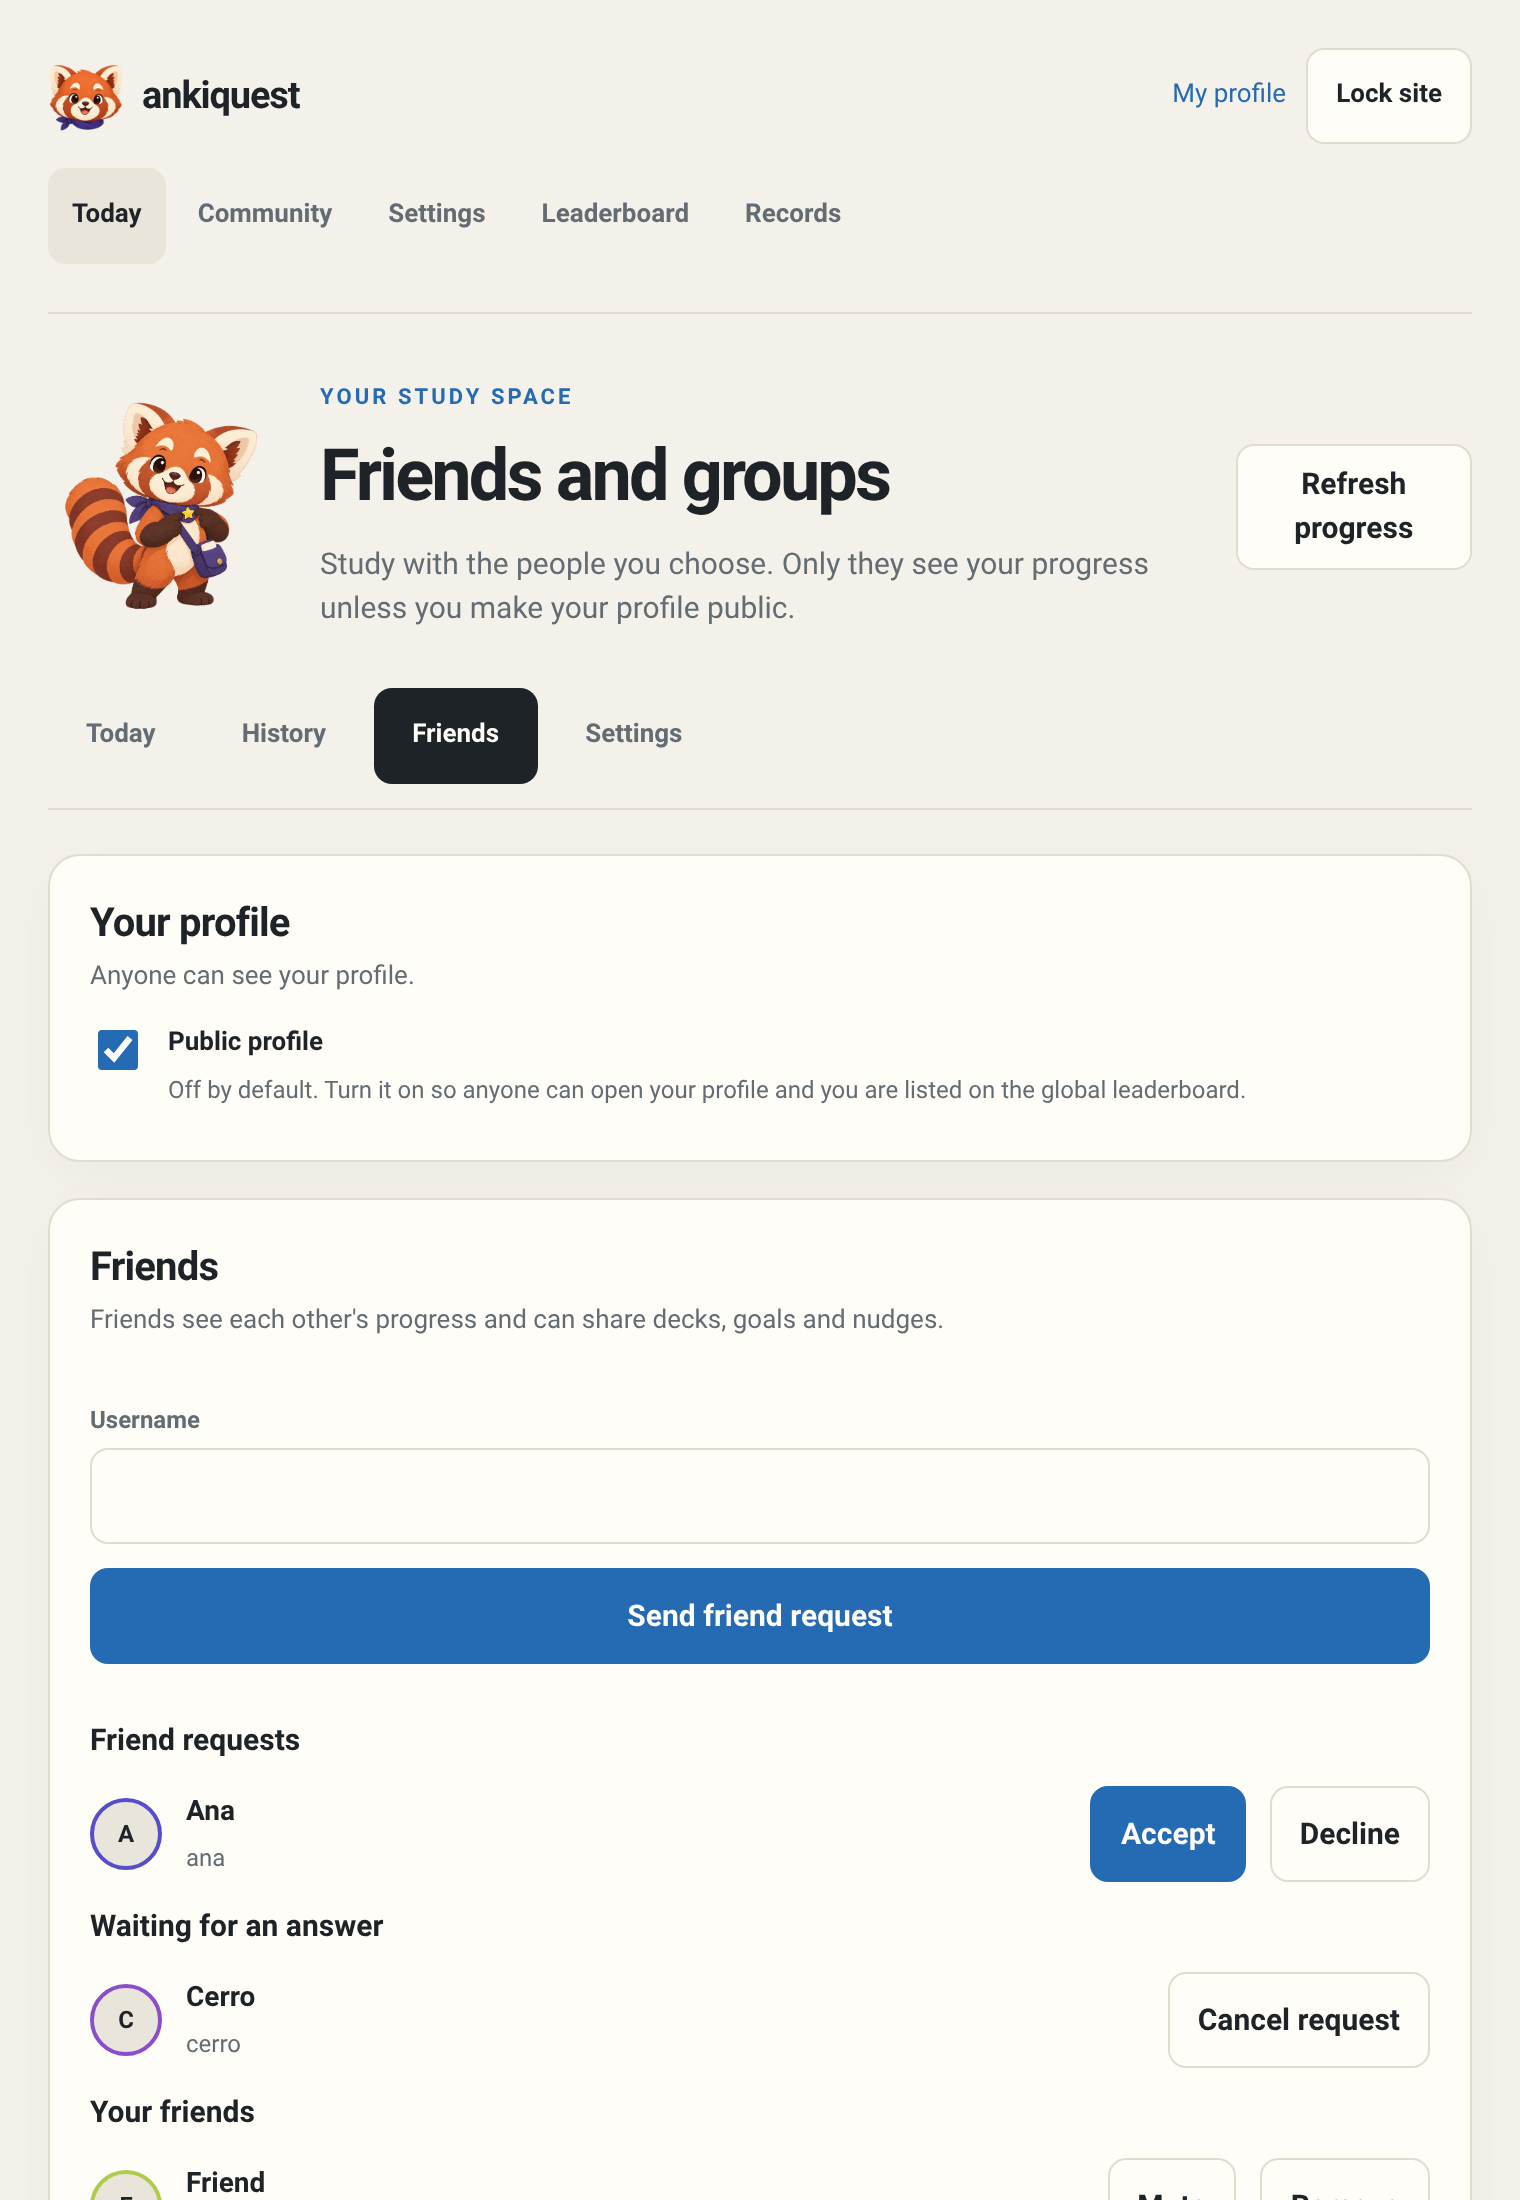 ankiquest
My profile
Lock site
Today
Community
Settings
Leaderboard
Records
YOUR STUDY SPACE
Friends and groups
Study with the people you choose. Only they see your progress
unless you make your profile public.
Refresh
progress
Today
History
Friends
Settings
Your profile
Anyone can see your profile.
Public profile
Off by default. Turn it on so anyone can open your profile and you are listed on the global leaderboard.
Friends
Friends see each other's progress and can share decks, goals and nudges.
Username
Send friend request
Friend requests
A
Ana
ana
Accept
Decline
Waiting for an answer
C
Cerro
cerro
Cancel request
Your friends
Friend